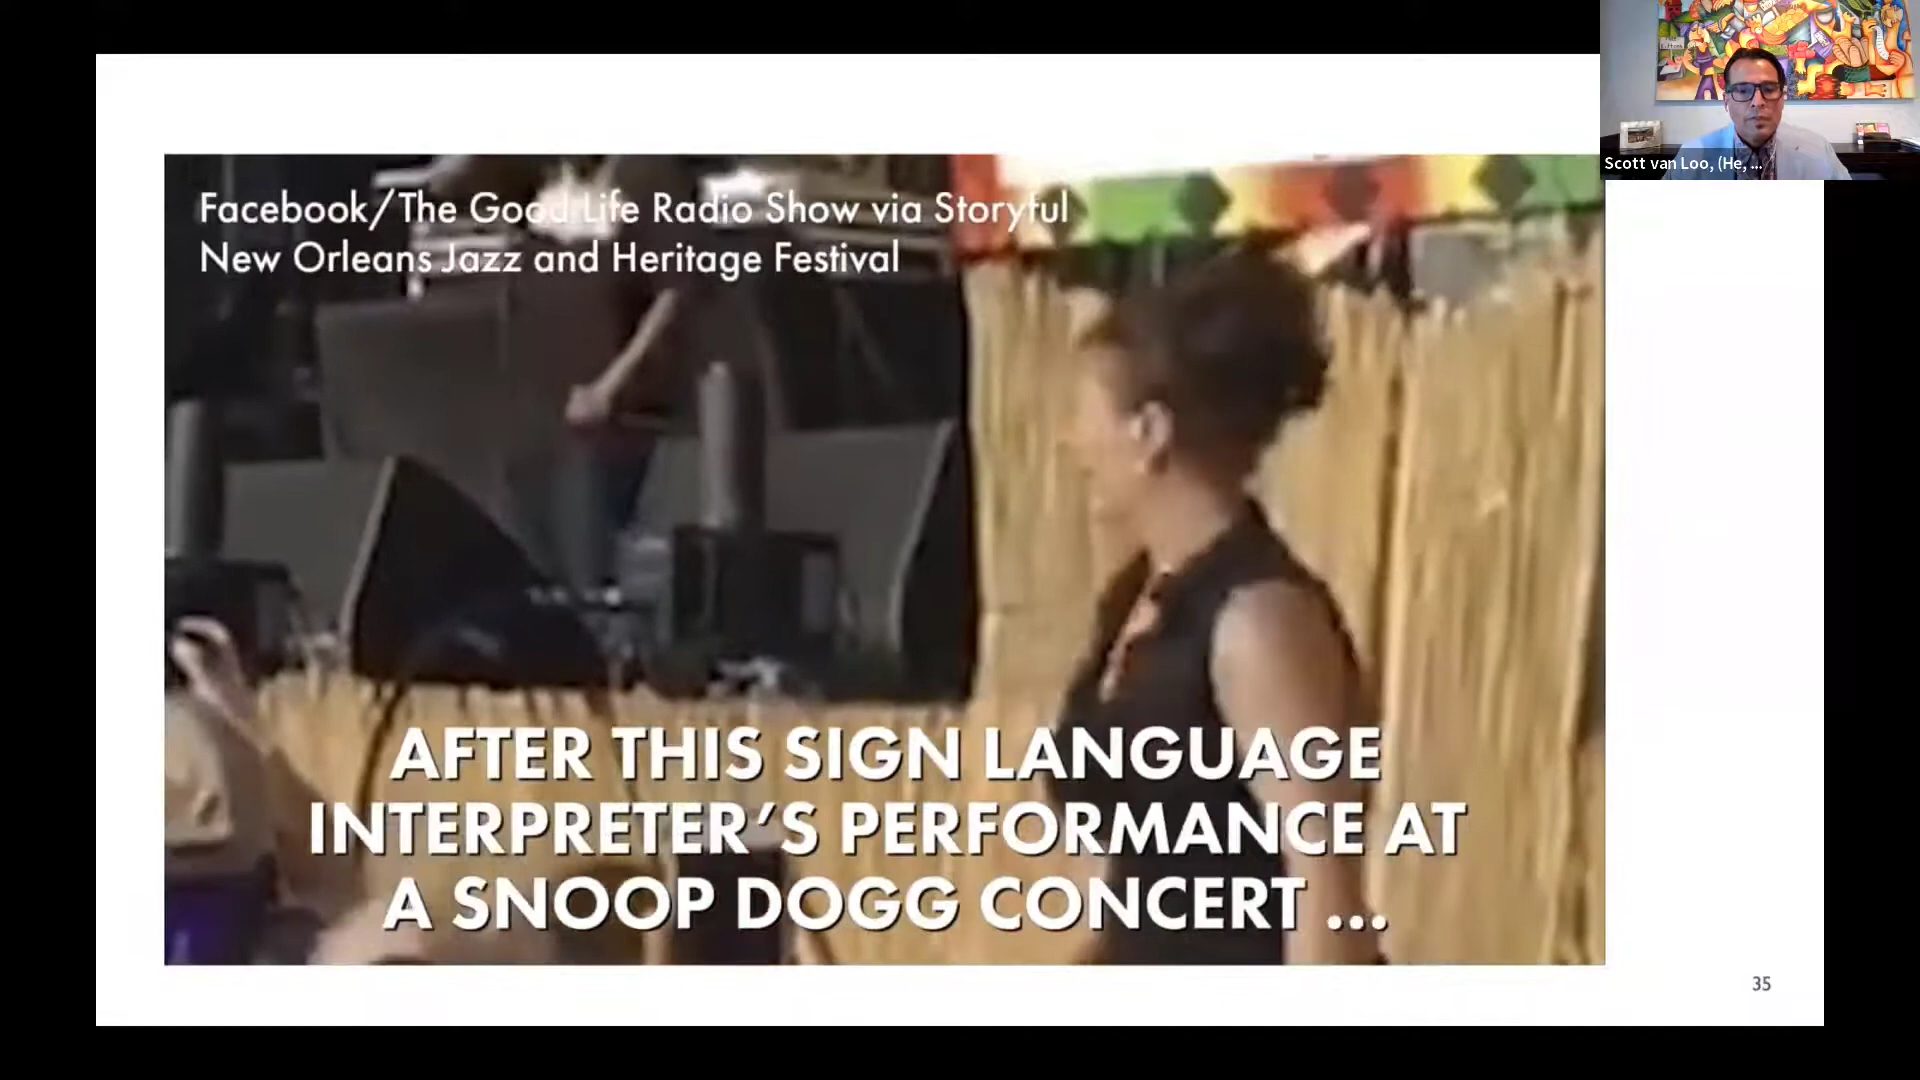 Facebook/The Good Life Radio Show via Storyful
New Orleans Jazz and Heritage Festival
Scott van Loo, (He, ...
AFTER THIS SIGN LANGUAGE
INTERPRETER'S PERFORMANCE AT
A SNOOP DOGG CONCERT ...
35